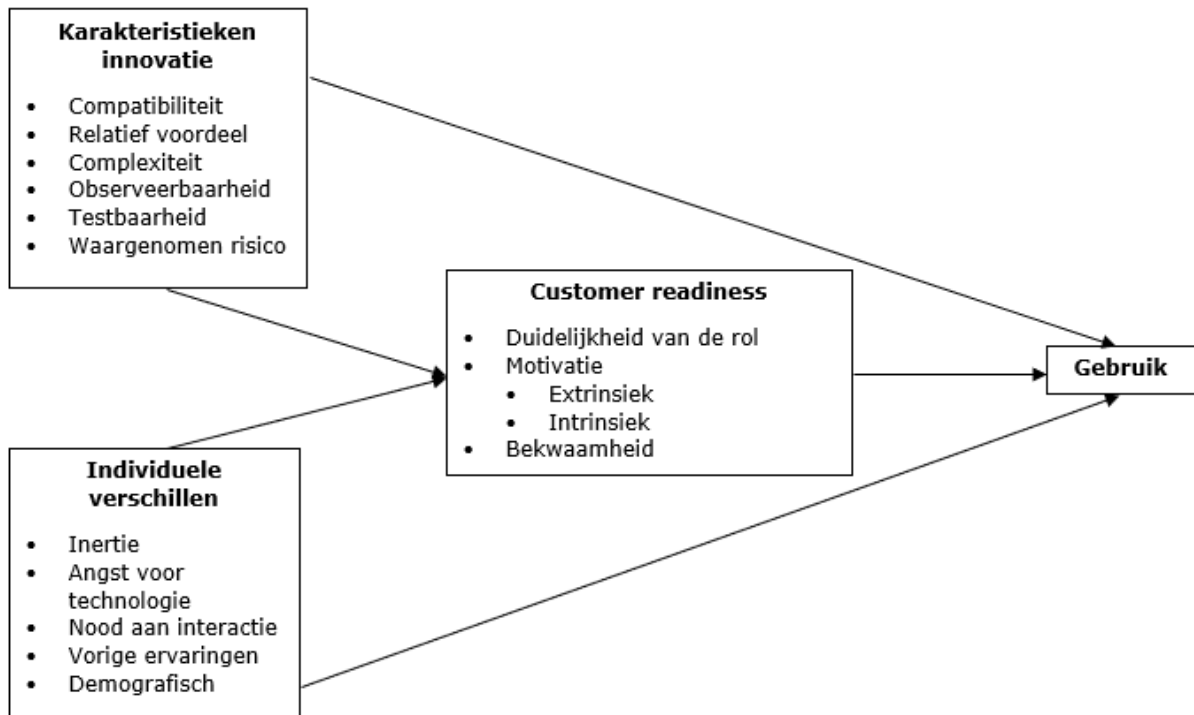 Karakteristieken
innovatie
• Compatibiliteit
• Relatief voordeel
• Complexiteit
• Observeerbaarheid
• Testbaarheid
• Waargenomen risico
Customer readiness
• Duidelijkheid van de rol
• Motivatie
• Extrinsiek
• Intrinsiek
• Bekwaamheid
Gebruik
Individuele
verschillen
• Inertie
• Angst voor
technologie
• Nood aan interactie
• Vorige ervaringen
• Demografisch